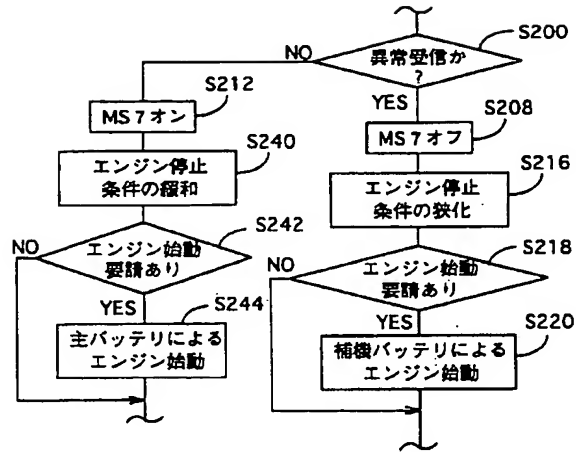 S200
異常受信か
?
NO
YES
S212
MS7オン
S240
エンジン停止
条件の緩和
S242
エンジン始動
要請あり
NO
YES
S244
主バッテリによる
エンジン始動
S208
MS7オフ
S216
エンジン停止
条件の狭化
S218
エンジン始動
要請あり
NO
YES
S220
補機バッテリによる
エンジン始動